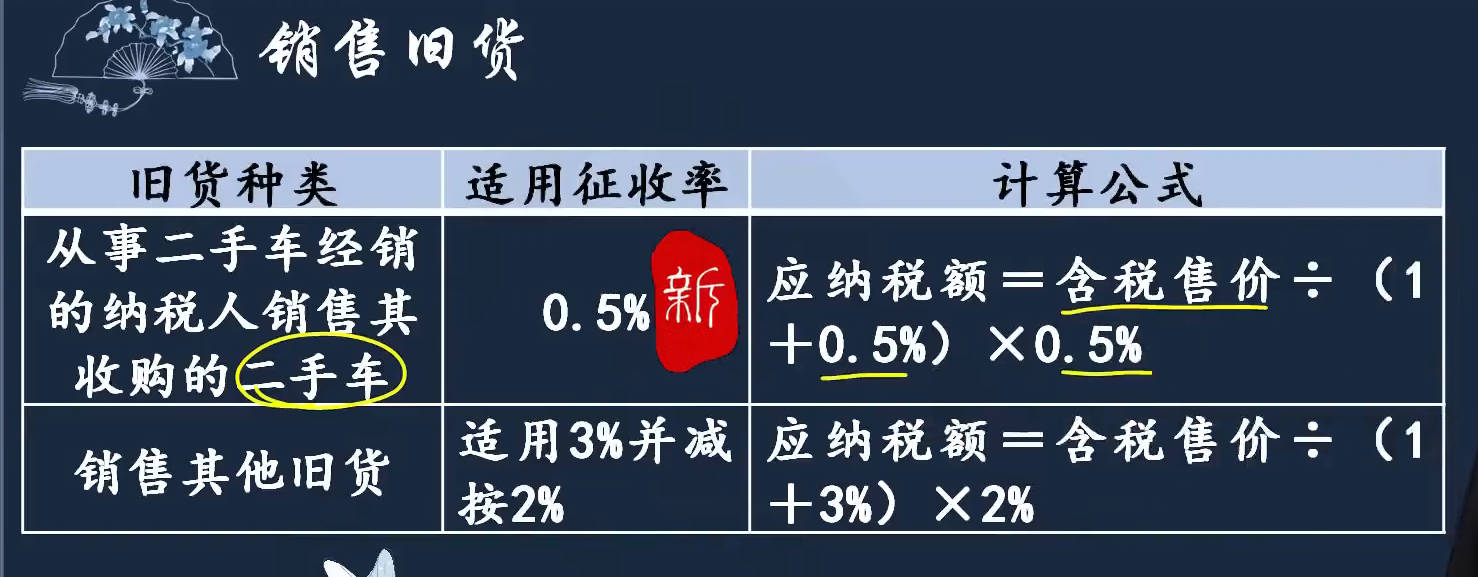 销售旧货
旧货种类
适用征收率
计算公式
从事二手车经销
的纳税人销售其
收购的二手车
0.5%
新
应纳税额＝含税售价÷（1
＋0.5%）×0.5%
销售其他旧货
适用3%并减
按2%
应纳税额＝含税售价÷（1
＋3%）×2%